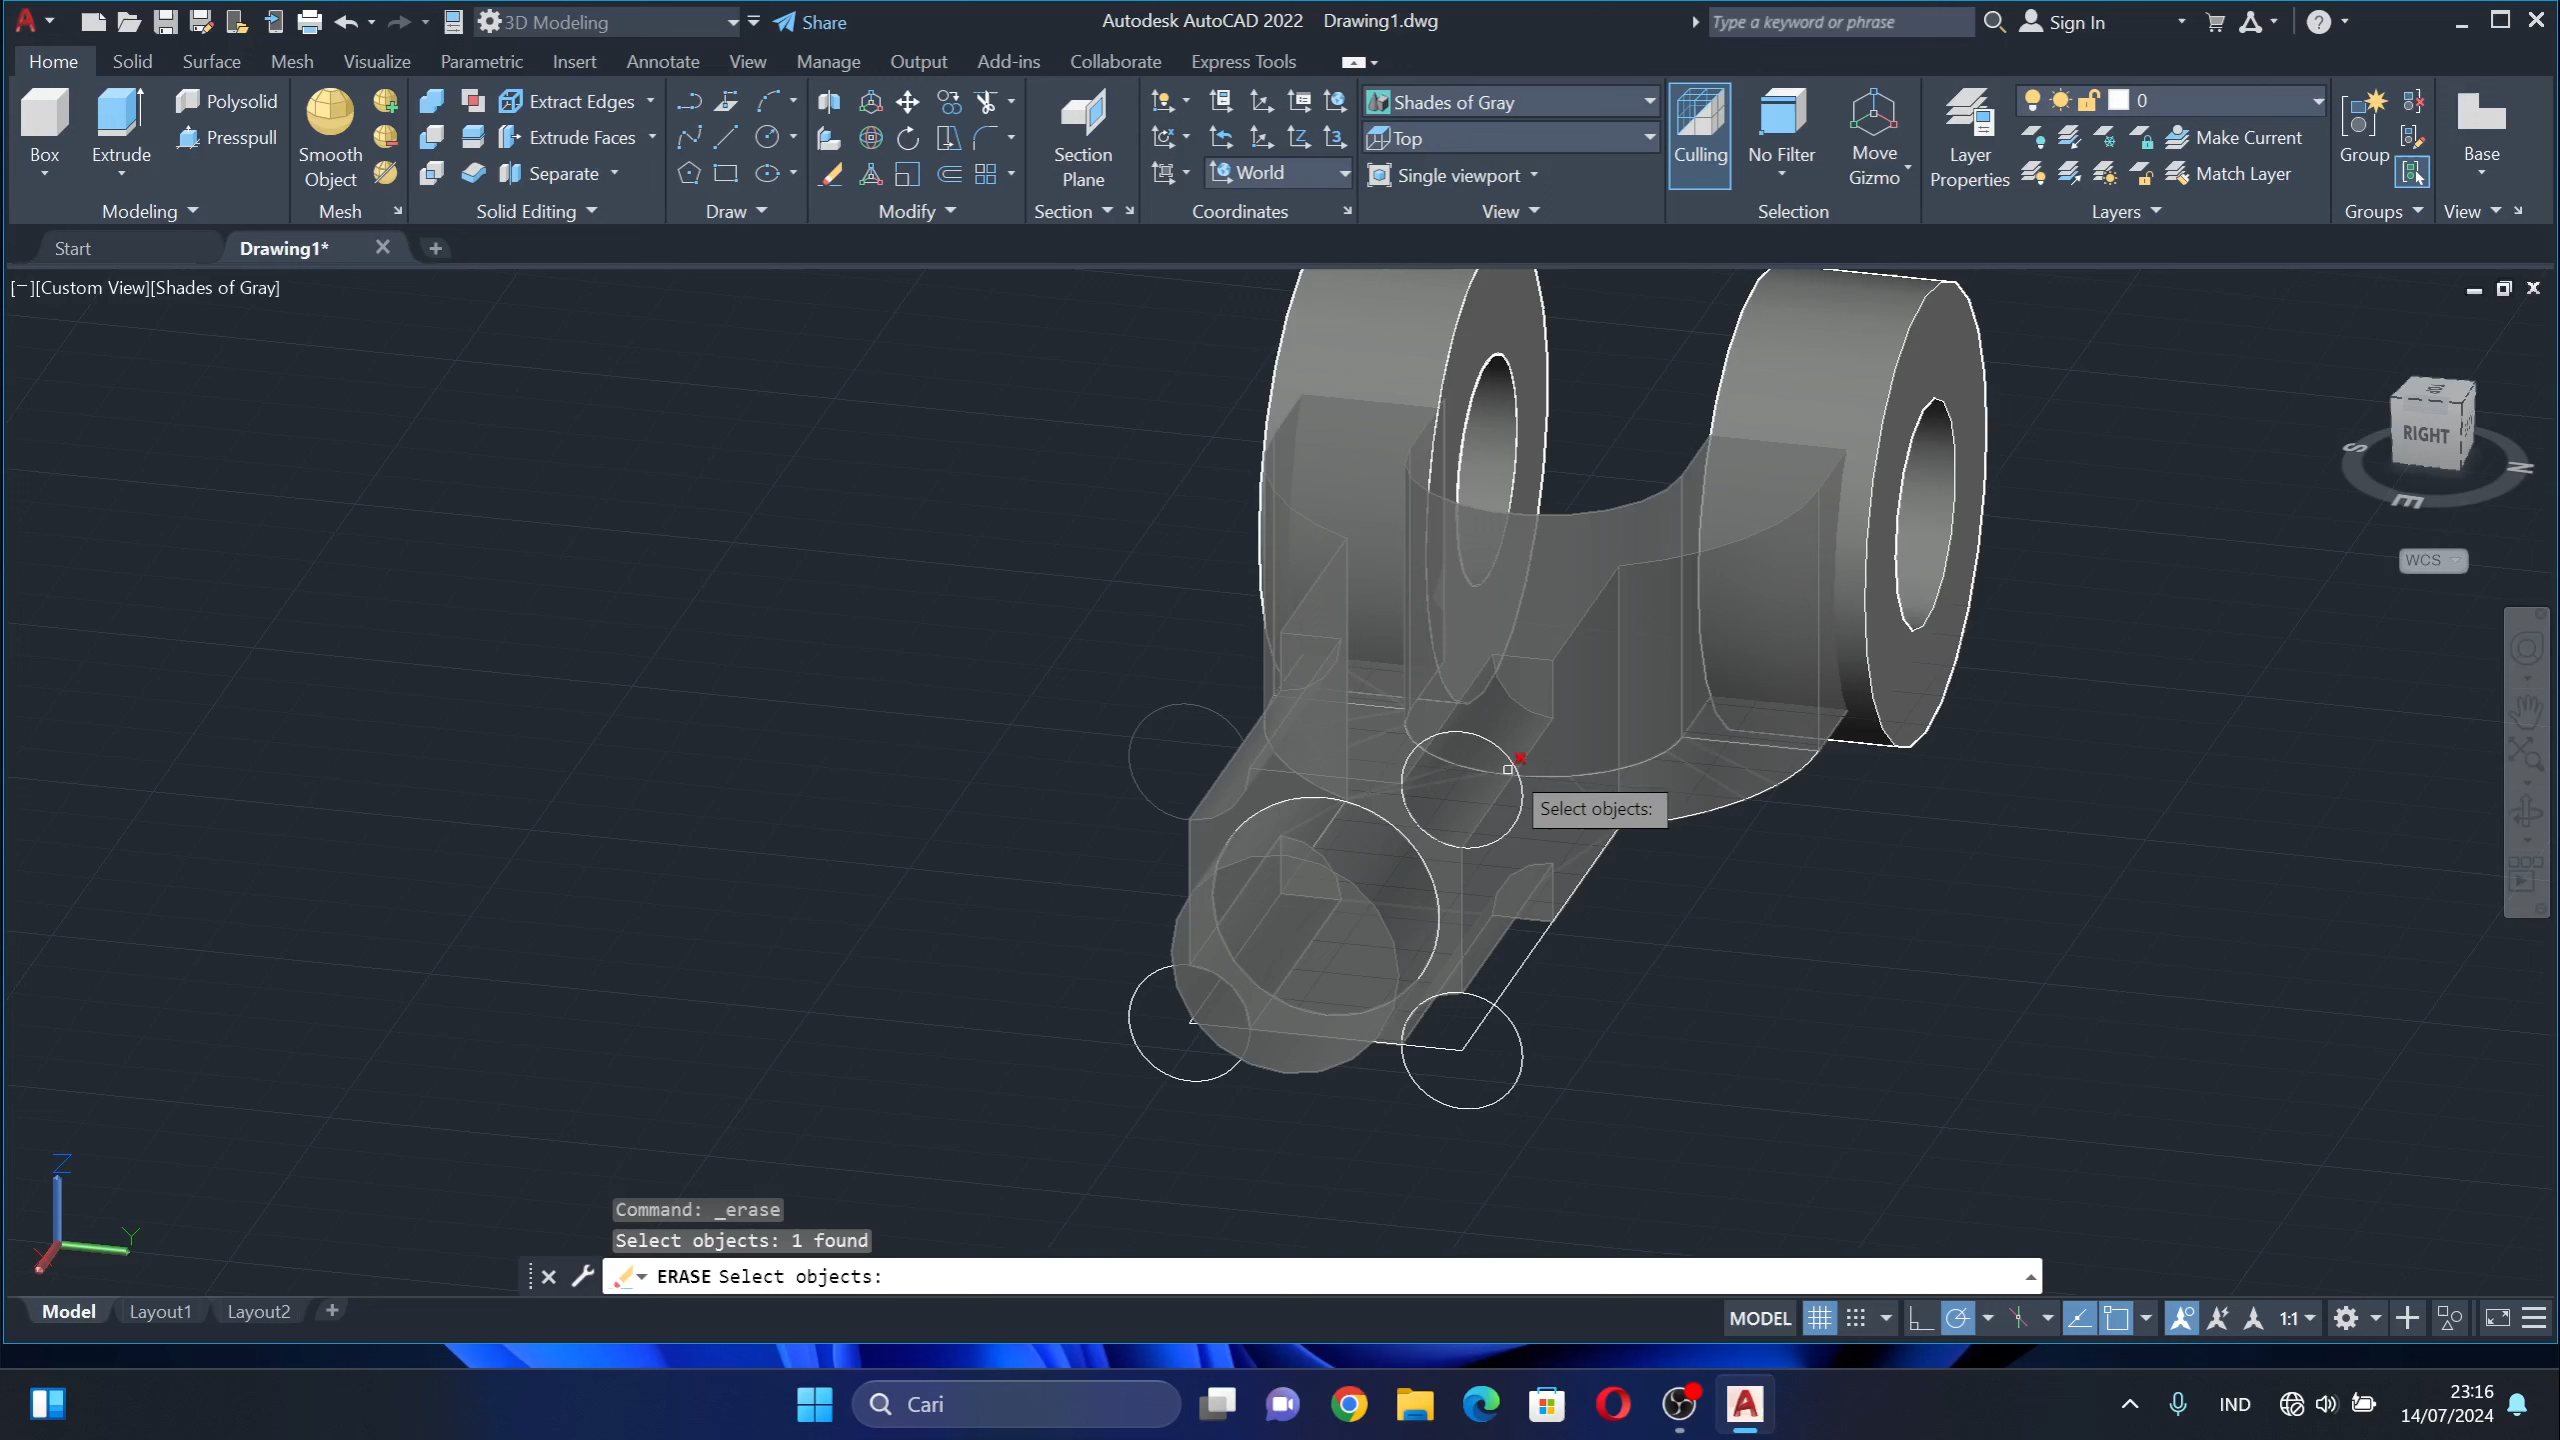 3D Modeling
Share
Autodesk AutoCAD 2022 Drawing1.dwg
Type a keyword or phrase
Sign In
Home Solid Surface Mesh Visualize Parametric Insert Annotate View Manage Output Add-ins Collaborate Express Tools
Box
Extrude
Polysolid
Presspull
Modeling
Smooth
Object
Mesh
Extract Edges
Extrude Faces
Separate
Solid Editing
Draw
Modify
Section
Plane
Section
World
Coordinates
Shades of Gray
Top
Single viewport
View
Culling
No Filter
Move
Gizmo
Selection
Layer
Properties
0
Make Current
Match Layer
Layers
Group
Groups
Base
View
Start
Drawing1*
[−][Custom View][Shades of Gray]
RIGHT
S
N
E
WCS
Select objects:
Z
Y
X
Command: _erase
Select objects: 1 found
ERASE Select objects:
Model Layout1 Layout2
MODEL
1:1
Cari
IND
23:16
14/07/2024